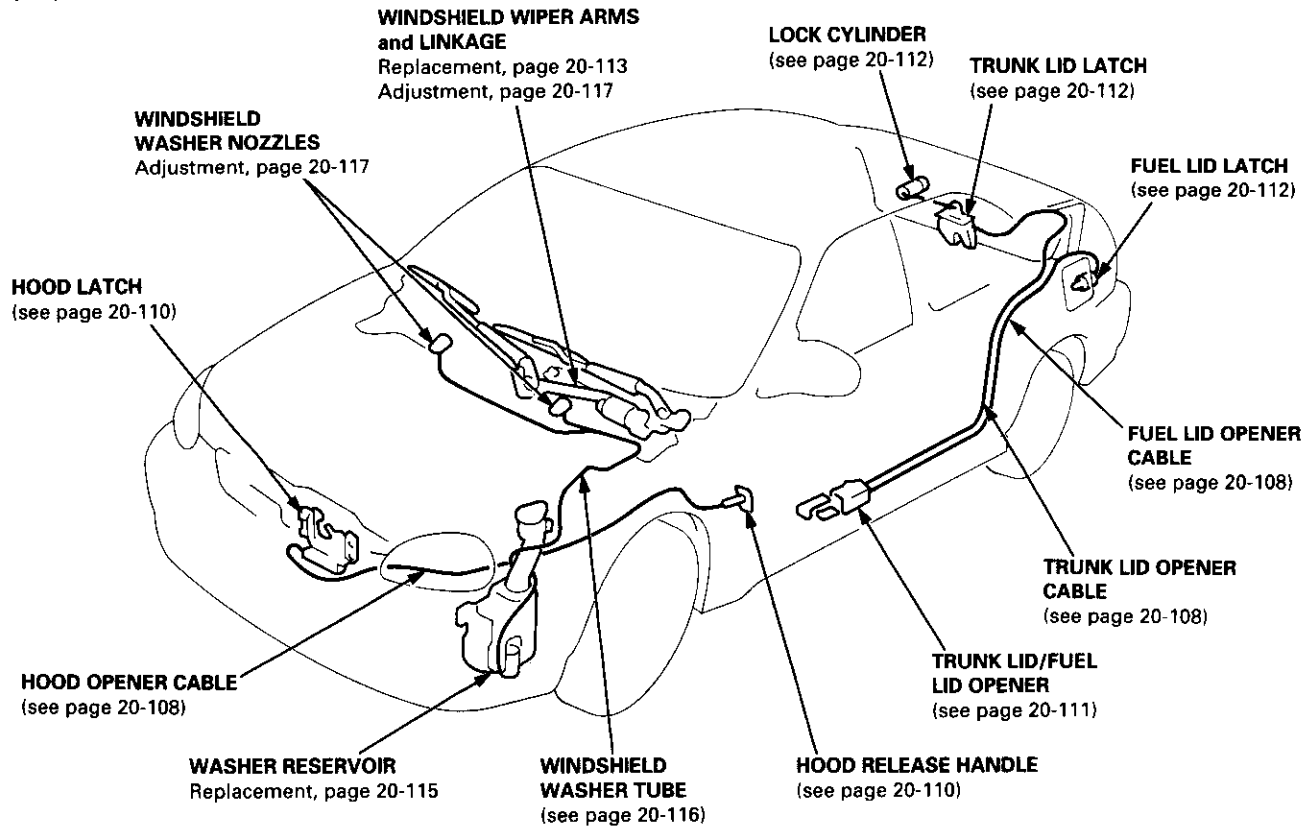 WINDSHIELD WIPER ARMS
and LINKAGE
Replacement, page 20-113
Adjustment, page 20-117
LOCK CYLINDER
(see page 20-112)
TRUNK LID LATCH
(see page 20-112)
WINDSHIELD
WASHER NOZZLES
Adjustment, page 20-117
FUEL LID LATCH
(see page 20-112)
HOOD LATCH
(see page 20-110)
FUEL LID OPENER
CABLE
(see page 20-108)
TRUNK LID OPENER
CABLE
(see page 20-108)
TRUNK LID/FUEL
LID OPENER
(see page 20-111)
HOOD OPENER CABLE
(see page 20-108)
WASHER RESERVOIR
Replacement, page 20-115
WINDSHIELD
WASHER TUBE
(see page 20-116)
HOOD RELEASE HANDLE
(see page 20-110)